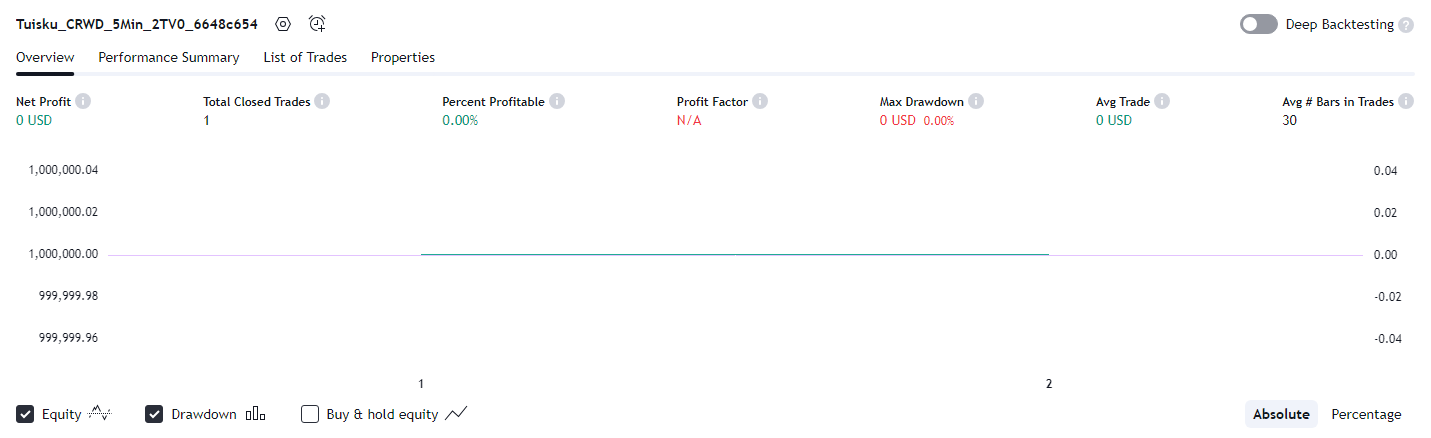 Tuisku_CRWD_5Min_2TV0_6648c654 Deep Backtesting ?
Overview Performance Summary List of Trades Properties
Net Profit i Total Closed Trades i Percent Profitable i Profit Factor i Max Drawdown i Avg Trade i Avg # Bars in Trades i
0 USD 1 0.00% N/A 0 USD 0.00% 0 USD 30
1,000,000.04 0.04
1,000,000.02 0.02
1,000,000.00 0.00
999,999.98 -0.02
999,999.96 -0.04
1 2
Equity Drawdown Buy & hold equity Absolute Percentage